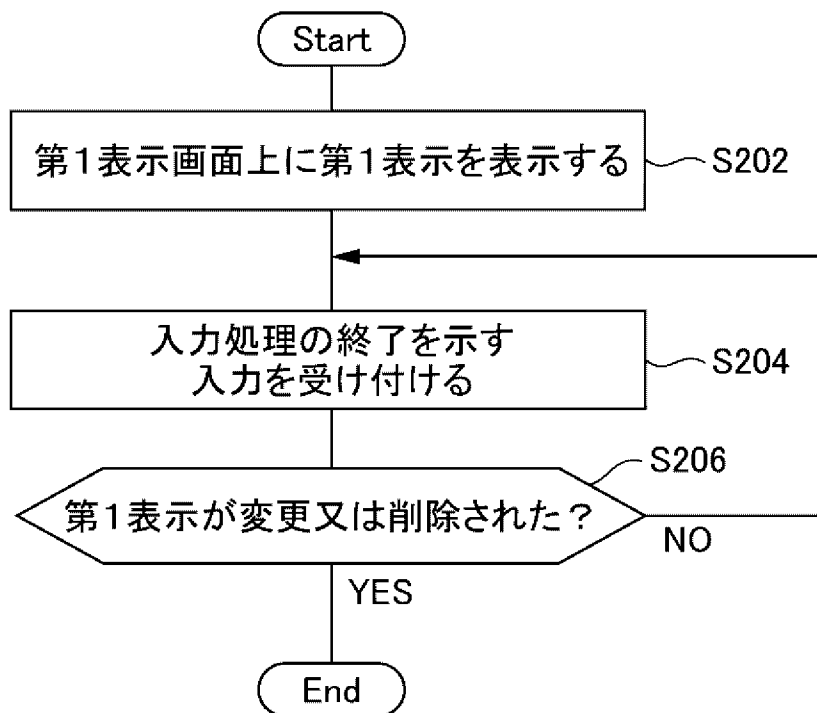 Start
第1表示画面上に第1表示を表示する
S202
入力処理の終了を示す
入力を受け付ける
S204
S206
第1表示が変更又は削除された？
NO
YES
End